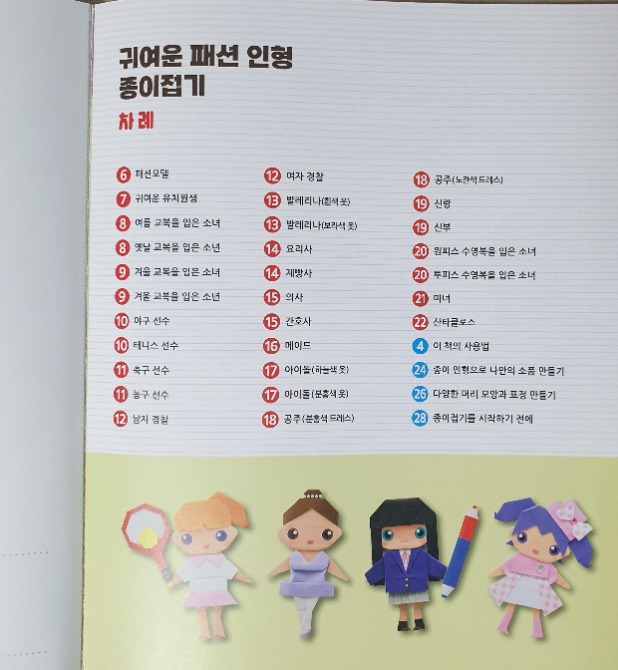 귀여운 패션 인형
종이접기
차례
6 패션모델
7 귀여운 유치원생
8 여름 교복을 입은 소녀
8 옛날 교복을 입은 소년
9 겨울 교복을 입은 소녀
9 겨울 교복을 입은 소년
10 야구 선수
10 테니스 선수
11 축구 선수
11 농구 선수
12 남자 경찰
12 여자 경찰
13 발레리나(흰색 옷)
13 발레리나(보라색 옷)
14 요리사
14 제빵사
15 의사
15 간호사
16 메이드
17 아이돌(하늘색 옷)
17 아이돌(분홍색 옷)
18 공주(분홍색 드레스)
18 공주(노란색 드레스)
19 신랑
19 신부
20 원피스 수영복을 입은 소녀
20 투피스 수영복을 입은 소녀
21 마녀
22 산타클로스
4 이 책의 사용법
24 종이 인형으로 나만의 소품 만들기
26 다양한 머리 모양과 표정 만들기
28 종이접기를 시작하기 전에